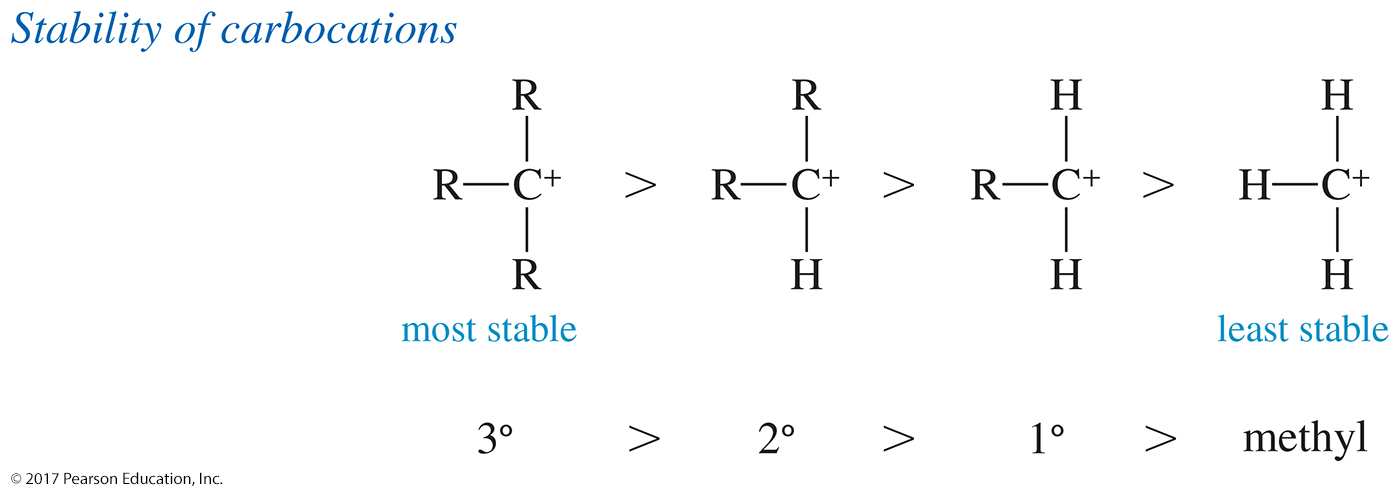 Stability of carbocations
R R H H
R—C+ > R—C+ > R—C+ > H—C+
R H H H
most stable least stable
3° > 2° > 1° > methyl
© 2017 Pearson Education, Inc.